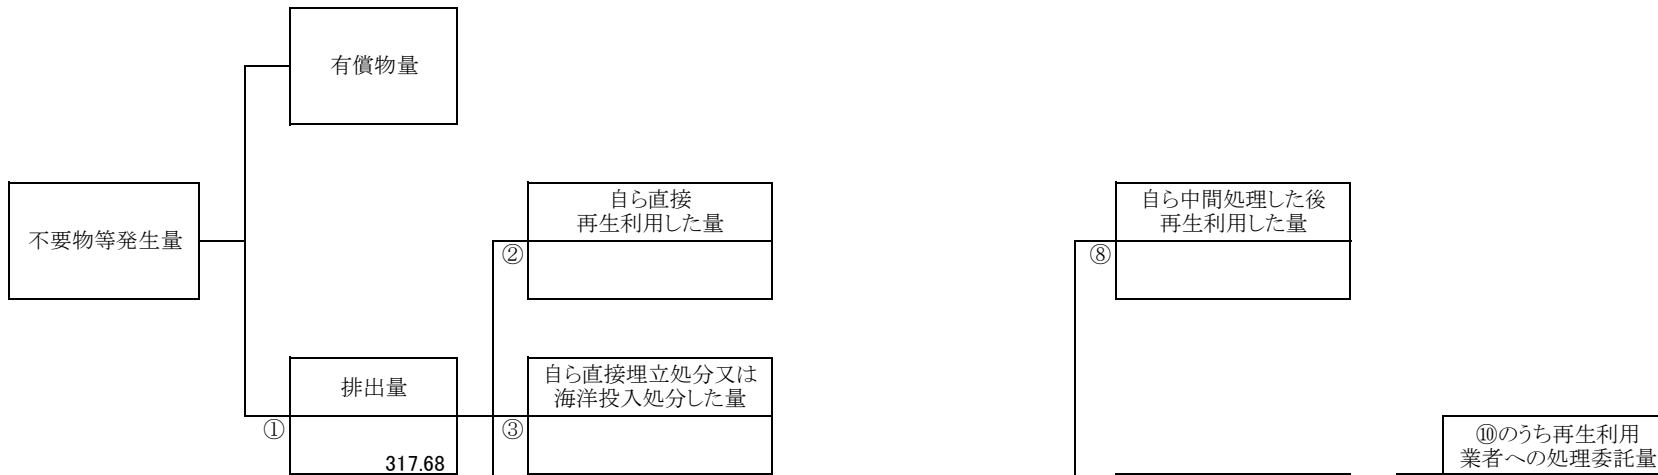 有償物量
不要物等発生量
自ら直接
再生利用した量
②
自ら中間処理した後
再生利用した量
⑧
排出量
①
317.68
自ら直接埋立処分又は
海洋投入処分した量
③
⑩のうち再生利用
業者への処理委託量